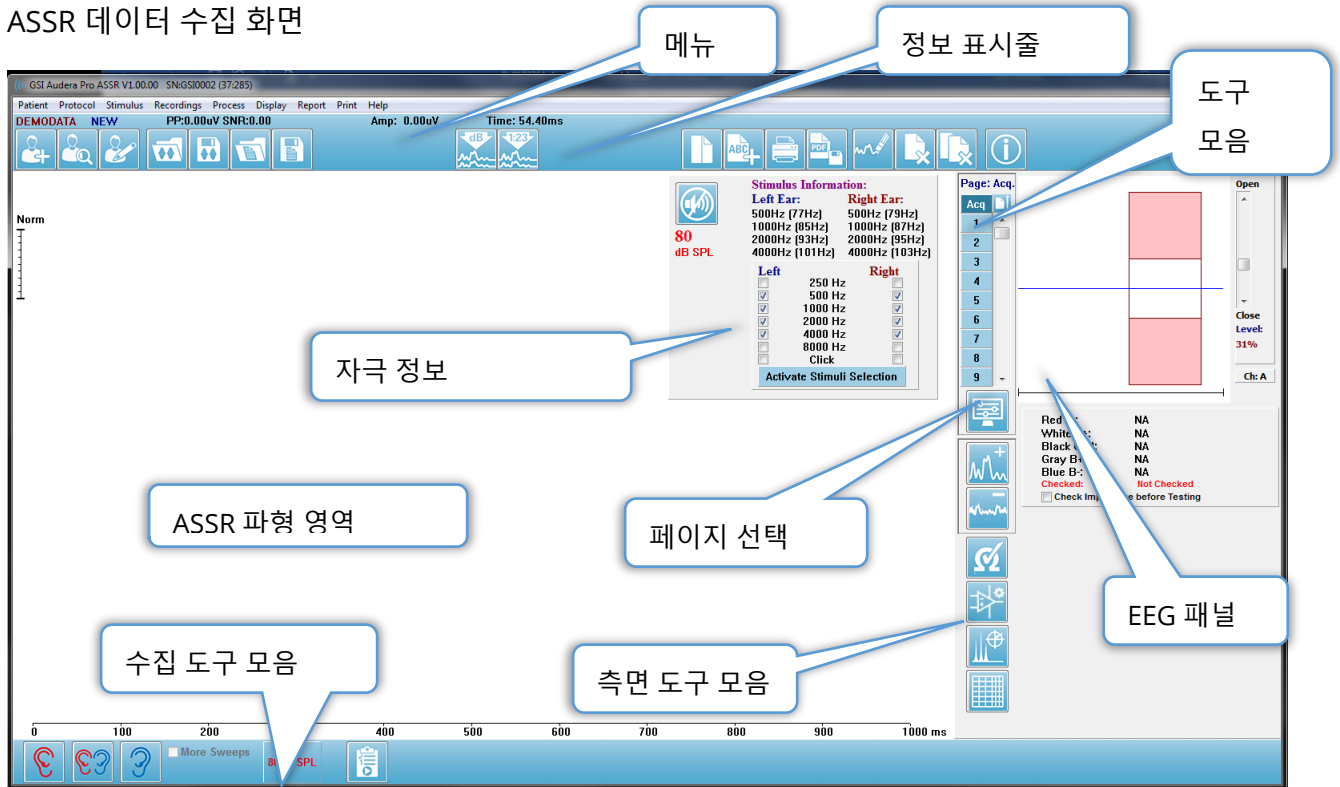 ASSR 데이터 수집 화면
메뉴
정보 표시줄
도구
모음
GSI Audera Pro ASSR V1.00.00 SN:GSI0002 (37:285)
Patient Protocol Stimulus Recordings Process Display Report Print Help
DEMODATA NEW PP:0.00uV SNR:0.00 Amp: 0.00uV Time: 54.40ms
dB 1:23
ABC
PDF
Norm
80
dB SPL
Stimulus Information:
Left Ear: Right Ear:
500Hz (77Hz) 500Hz (79Hz)
1000Hz (85Hz) 1000Hz (87Hz)
2000Hz (93Hz) 2000Hz (95Hz)
4000Hz (101Hz) 4000Hz (103Hz)
Left Right
250 Hz
500 Hz
1000 Hz
2000 Hz
4000 Hz
8000 Hz
Click
Activate Stimuli Selection
Page: Acq.
Acq
1
2
3
4
5
6
7
8
9
Open
Close
Level:
31%
Ch: A
Red NA
White NA
Black NA
Gray B+: NA
Blue B-: NA
Checked: Not Checked
Check before Testing
자극 정보
ASSR 파형 영역
페이지 선택
EEG 패널
수집 도구 모음
측면 도구 모음
0 100 200 400 500 600 700 800 900 1000 ms
More Sweeps
SPL